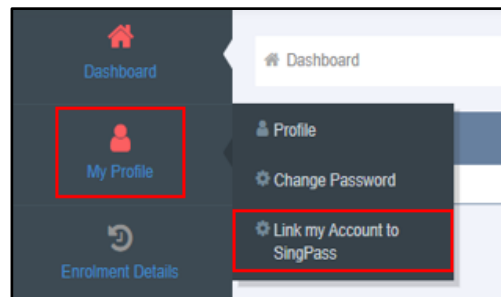 Dashboard
Dashboard
My Profile
Profile
Change Password
Link my Account to
SingPass
Enrolment Details